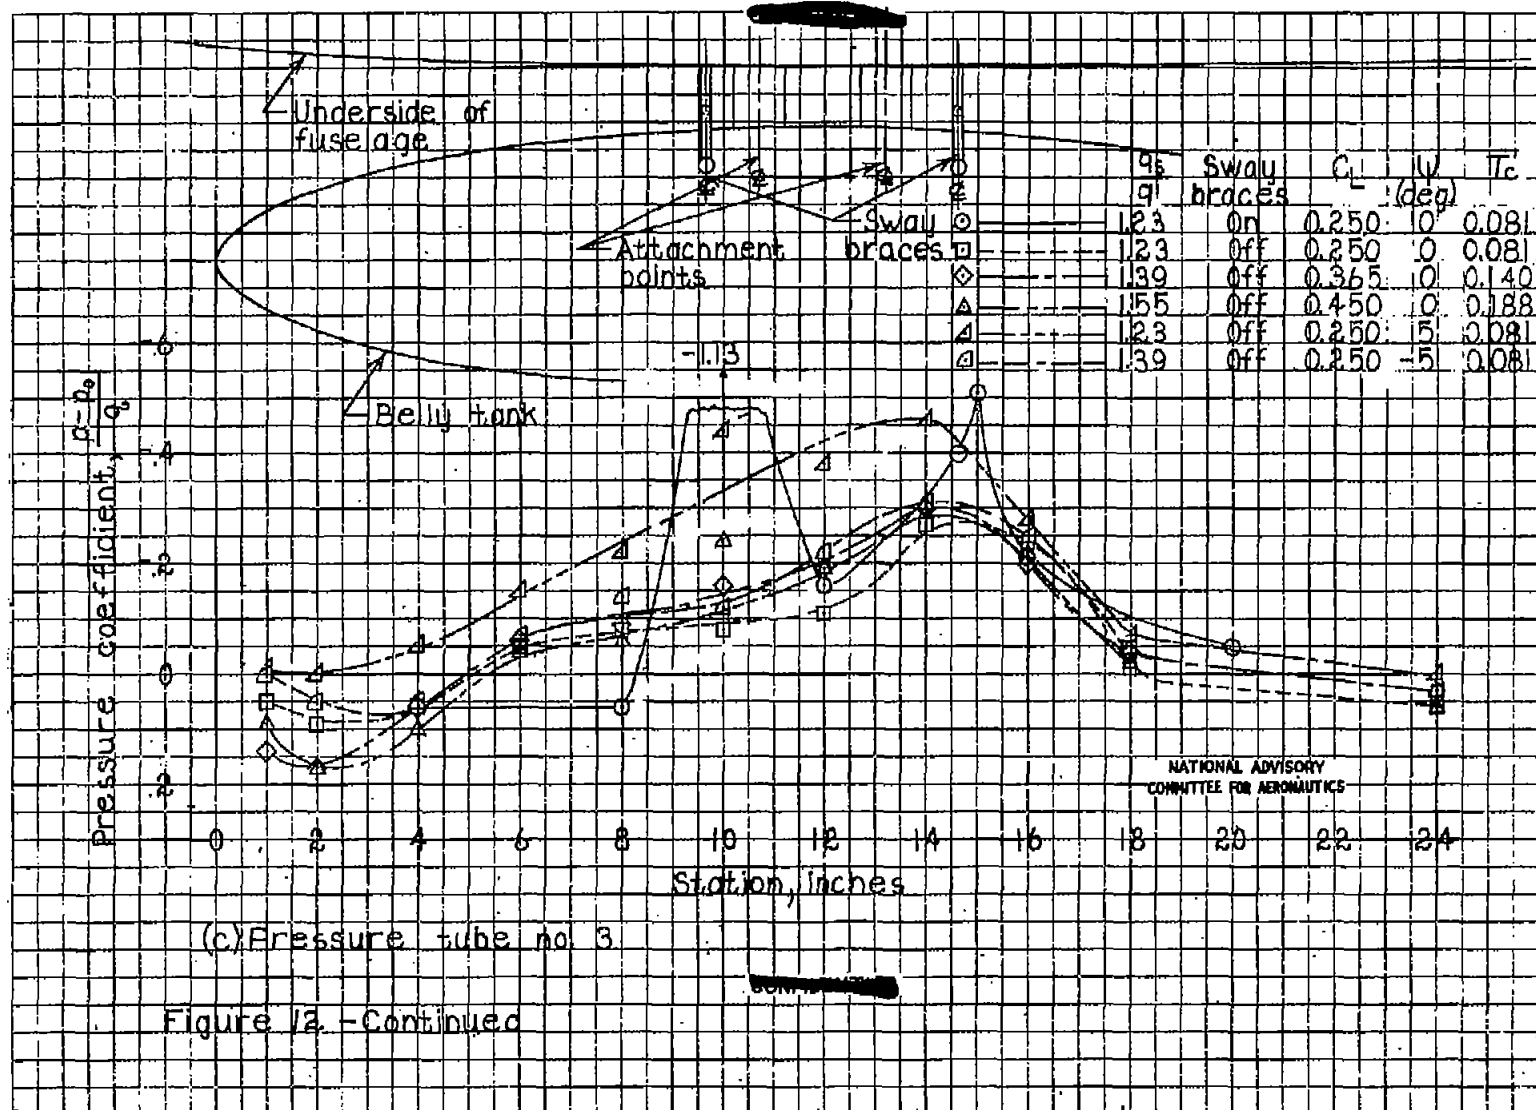 Underside of
fuselage
Attachment
points
Sway
braces
Belly tank
-1.13
qs/q Sway braces CL ψ (deg) Tc
1.23 On 0.250 0 0.081
1.23 Off 0.250 0 0.081
1.39 Off 0.365 0 0.140
1.55 Off 0.450 0 0.188
1.23 Off 0.250 5 0.081
1.39 Off 0.250 -5 0.081
Pressure coefficient, p-p₀/q₀
-.6
-.4
-.2
0
.2
0 2 4 6 8 10 12 14 16 18 20 22 24
Station, inches
NATIONAL ADVISORY
COMMITTEE FOR AERONAUTICS
(c) Pressure tube no. 3
Figure 12 - Continued